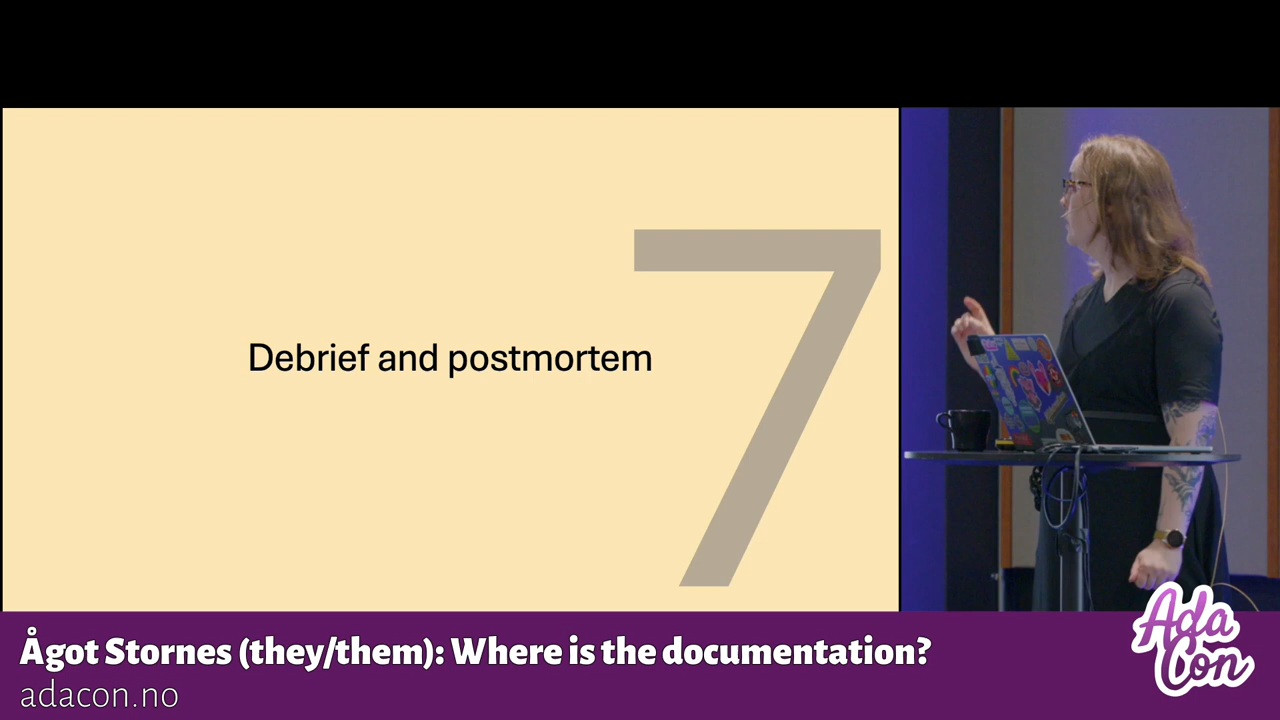 7
Debrief and postmortem
Ågot Stornes (they/them): Where is the documentation?
adacon.no
Ada
Con